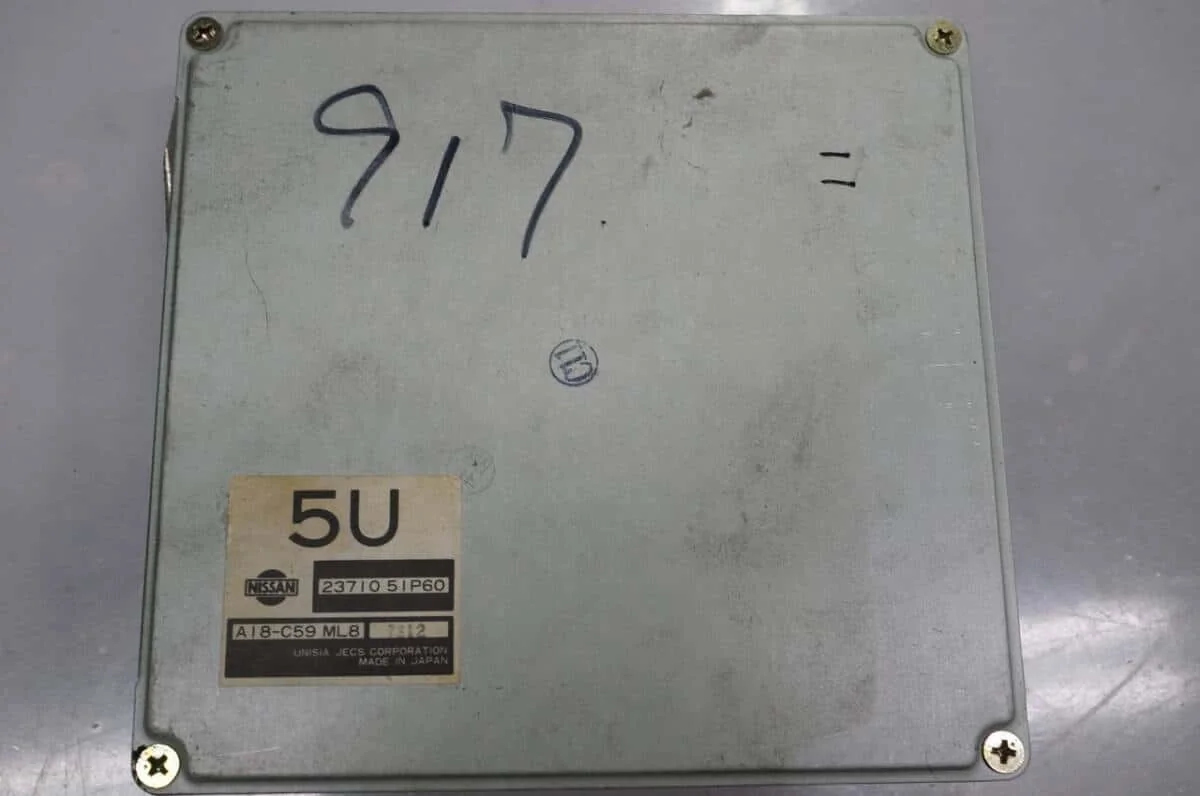 917
=
5U
NISSAN
23710 51P60
A18-C59 ML8
UNISIA JECS CORPORATION
MADE IN JAPAN